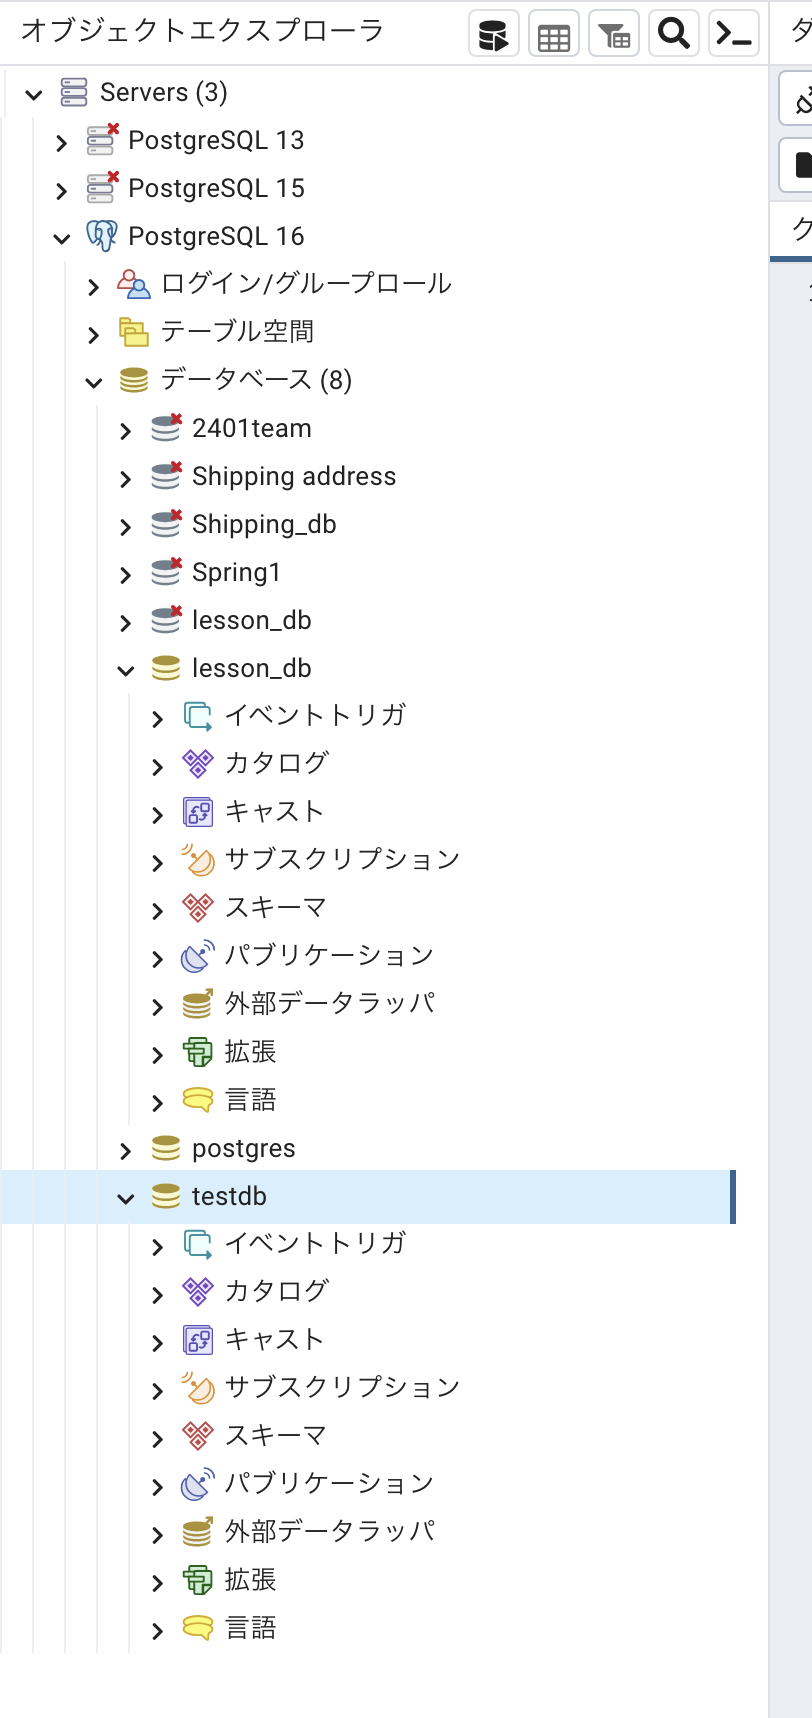 オブジェクトエクスプローラ
Servers (3)
PostgreSQL 13
PostgreSQL 15
PostgreSQL 16
ログイン/グループロール
テーブル空間
データベース (8)
2401team
Shipping address
Shipping_db
Spring1
lesson_db
lesson_db
イベントトリガ
カタログ
キャスト
サブスクリプション
スキーマ
パブリケーション
外部データラッパ
拡張
言語
postgres
testdb
イベントトリガ
カタログ
キャスト
サブスクリプション
スキーマ
パブリケーション
外部データラッパ
拡張
言語